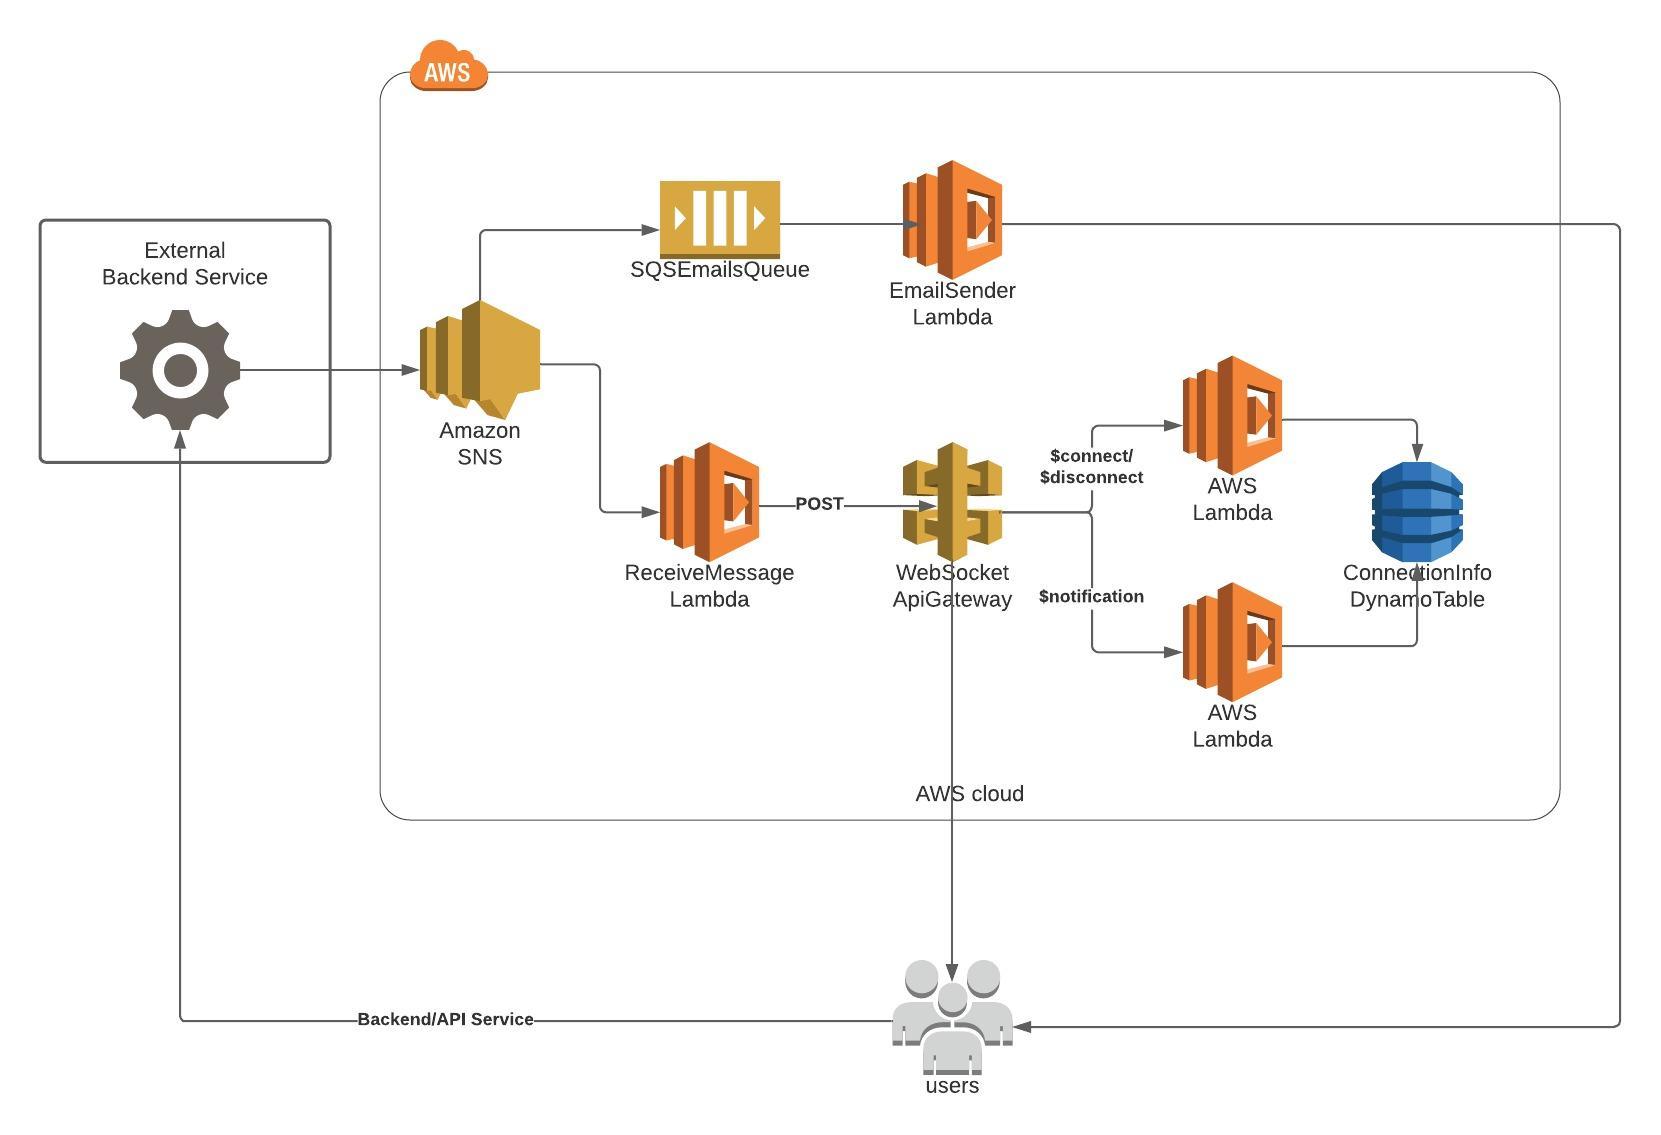 AWS
External
Backend Service
SQSEmailsQueue
EmailSender
Lambda
Amazon
SNS
$connect/
$disconnect
AWS
Lambda
POST
ReceiveMessage
Lambda
WebSocket
ApiGateway
$notification
ConnectionInfo
DynamoTable
AWS
Lambda
AWS cloud
Backend/API Service
users